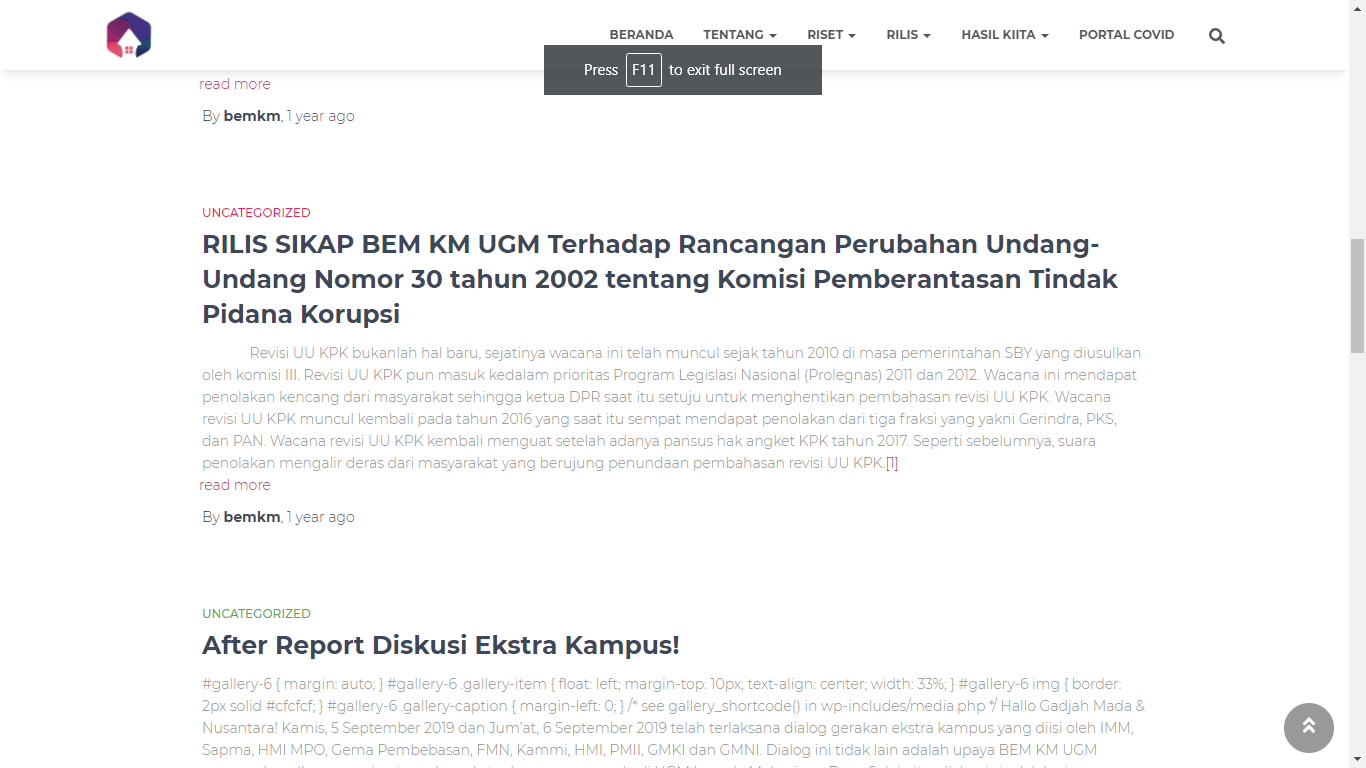 BERANDA TENTANG RISET RILIS HASIL KIITA PORTAL COVID
Press F11 to exit full screen
read more
By bemkm, 1 year ago
UNCATEGORIZED
RILIS SIKAP BEM KM UGM Terhadap Rancangan Perubahan Undang-
Undang Nomor 30 tahun 2002 tentang Komisi Pemberantasan Tindak
Pidana Korupsi
Revisi UU KPK bukanlah hal baru, sejatinya wacana ini telah muncul sejak tahun 2010 di masa pemerintahan SBY yang diusulkan
oleh komisi III. Revisi UU KPK pun masuk kedalam prioritas Program Legislasi Nasional (Prolegnas) 2011 dan 2012. Wacana ini mendapat
penolakan kencang dari masyarakat sehingga ketua DPR saat itu setuju untuk menghentikan pembahasan revisi UU KPK. Wacana
revisi UU KPK muncul kembali pada tahun 2016 yang saat itu sempat mendapat penolakan dari tiga fraksi yang yakni Gerindra, PKS,
dan PAN. Wacana revisi UU KPK kembali menguat setelah adanya pansus hak angket KPK tahun 2017. Seperti sebelumnya, suara
penolakan mengalir deras dari masyarakat yang berujung penundaan pembahasan revisi UU KPK.[1]
read more
By bemkm, 1 year ago
UNCATEGORIZED
After Report Diskusi Ekstra Kampus!
#gallery-6 { margin: auto; } #gallery-6 .gallery-item { float: left; margin-top: 10px; text-align: center; width: 33%; } #gallery-6 img { border:
2px solid #cfcfcf; } #gallery-6 .gallery-caption { margin-left: 0; } /* see gallery_shortcode() in wp-includes/media.php */ Hallo Gadjah Mada &
Nusantara! Kamis, 5 September 2019 dan Jum'at, 6 September 2019 telah terlaksana dialog gerakan ekstra kampus yang diisi oleh IMM,
Sapma, HMI MPO, Gema Pembebasan, FMN, Kammi, HMI, PMII, GMKI dan GMNI. Dialog ini tidak lain adalah upaya BEM KM UGM